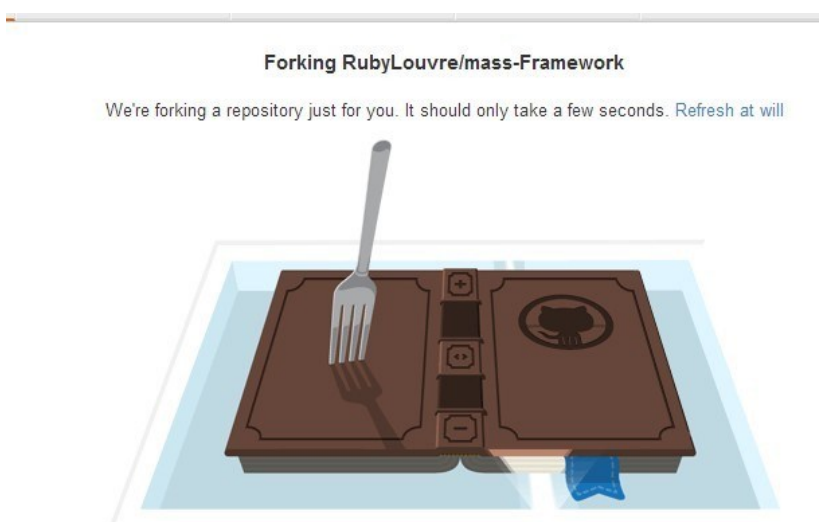 Forking RubyLouvre/mass-Framework
We're forking a repository just for you. It should only take a few seconds. Refresh at will